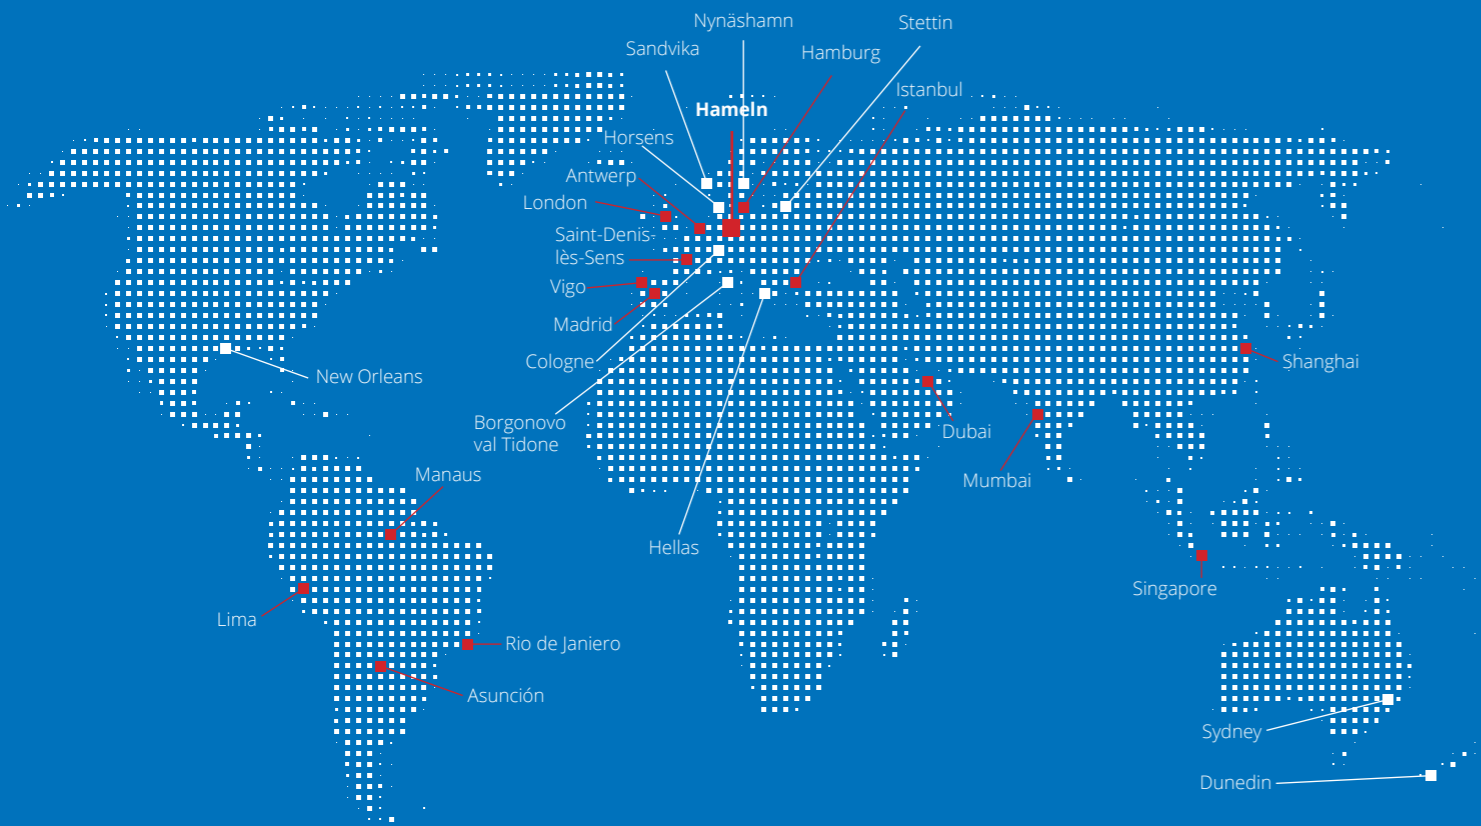 Nynäshamn
Stettin
Sandvika
Hamburg
Istanbul
Hameln
Horsens
Antwerp
London
Saint-Denis-
lès-Sens
Vigo
Madrid
Cologne
New Orleans
Shanghai
Borgonovo
val Tidone
Dubai
Mumbai
Manaus
Hellas
Singapore
Lima
Rio de Janiero
Asunción
Sydney
Dunedin